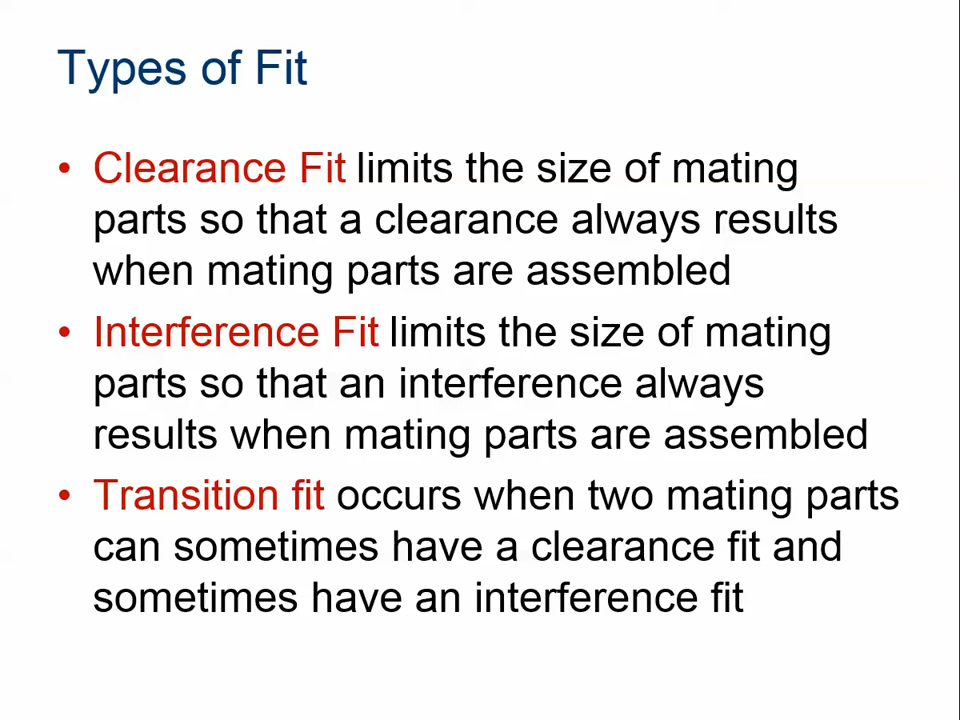 Types of Fit
• Clearance Fit limits the size of mating
parts so that a clearance always results
when mating parts are assembled
• Interference Fit limits the size of mating
parts so that an interference always
results when mating parts are assembled
• Transition fit occurs when two mating parts
can sometimes have a clearance fit and
sometimes have an interference fit